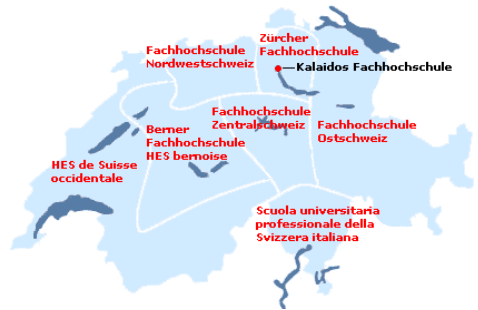 Zürcher
Fachhochschule
Fachhochschule
Nordwestschweiz
Kalaidos Fachhochschule
Fachhochschule
Zentralschweiz
Fachhochschule
Ostschweiz
Berner
Fachhochschule
HES bernoise
HES de Suisse
occidentale
Scuola universitaria
professionale della
Svizzera italiana